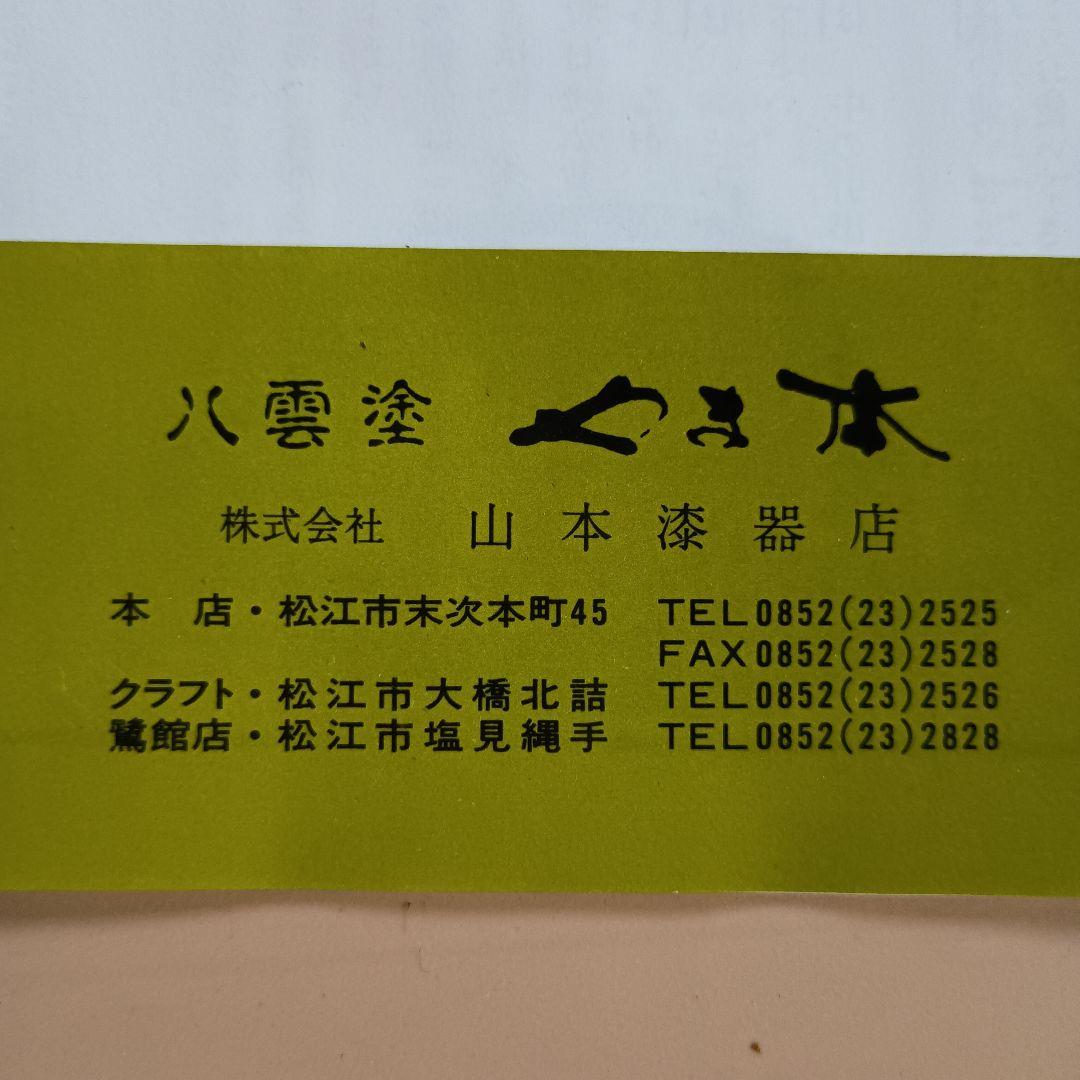 八雲塗 やま本
株式会社 山本漆器店
本店・松江市末次本町45 TEL0852(23)2525
FAX0852(23)2528
クラフト・松江市大橋北詰 TEL0852(23)2526
鷺館店・松江市塩見縄手 TEL0852(23)2828